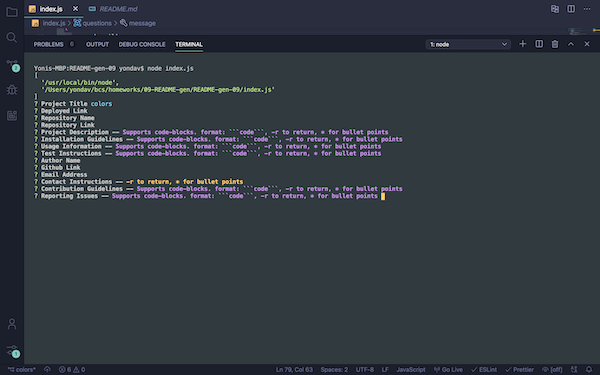 index.js
README.md
index.js > questions > message
PROBLEMS 6 OUTPUT DEBUG CONSOLE TERMINAL 1: node
Yonis-MBP:README-gen-09 yondav$ node index.js
[
'/usr/local/bin/node',
'/Users/yondav/bcs/homeworks/09-README-gen/README-gen-09/index.js'
]
? Project Title colors
? Deployed Link
? Repository Name
? Repository Link
? Project Description -- Supports code-blocks. format: ```code```, -r to return, * for bullet points
? Installation Guidelines -- Supports code-blocks. format: ```code```, -r to return, * for bullet points
? Usage Information -- Supports code-blocks. format: ```code```, -r to return, * for bullet points
? Test Instructions -- Supports code-blocks. format: ```code```, -r to return, * for bullet points
? Author Name
? Github Link
? Email Address
? Contact Instructions -- -r to return, * for bullet points
? Contribution Guidelines -- Supports code-blocks. format: ```code```, -r to return, * for bullet points
? Reporting Issues -- Supports code-blocks. format: ```code```, -r to return, * for bullet points
colors* 6 0 Ln 79, Col 63 Spaces: 2 UTF-8 LF JavaScript Go Live ESLint Prettier [off]